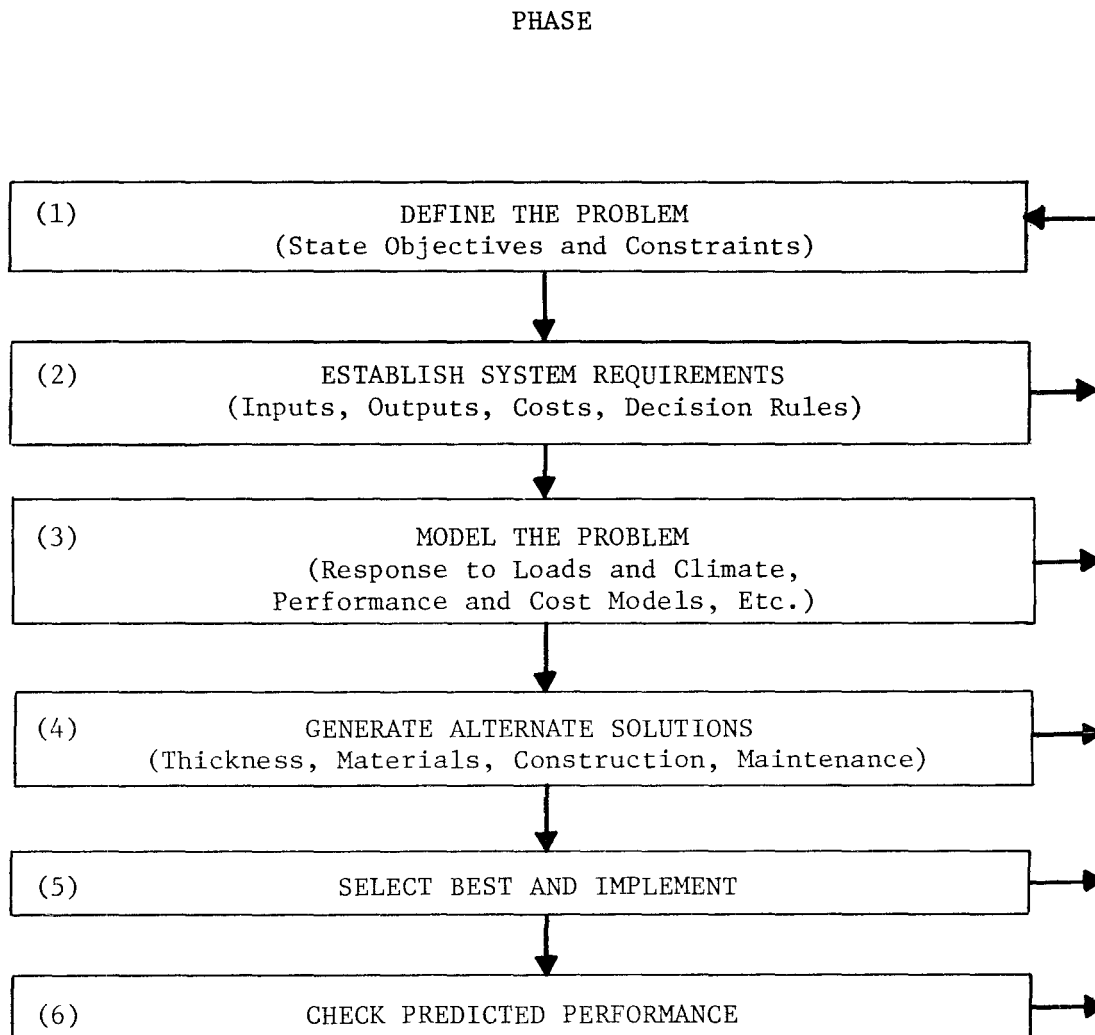 PHASE
(1) DEFINE THE PROBLEM
(State Objectives and Constraints)
(2) ESTABLISH SYSTEM REQUIREMENTS
(Inputs, Outputs, Costs, Decision Rules)
(3) MODEL THE PROBLEM
(Response to Loads and Climate,
Performance and Cost Models, Etc.)
(4) GENERATE ALTERNATE SOLUTIONS
(Thickness, Materials, Construction, Maintenance)
(5) SELECT BEST AND IMPLEMENT
(6) CHECK PREDICTED PERFORMANCE